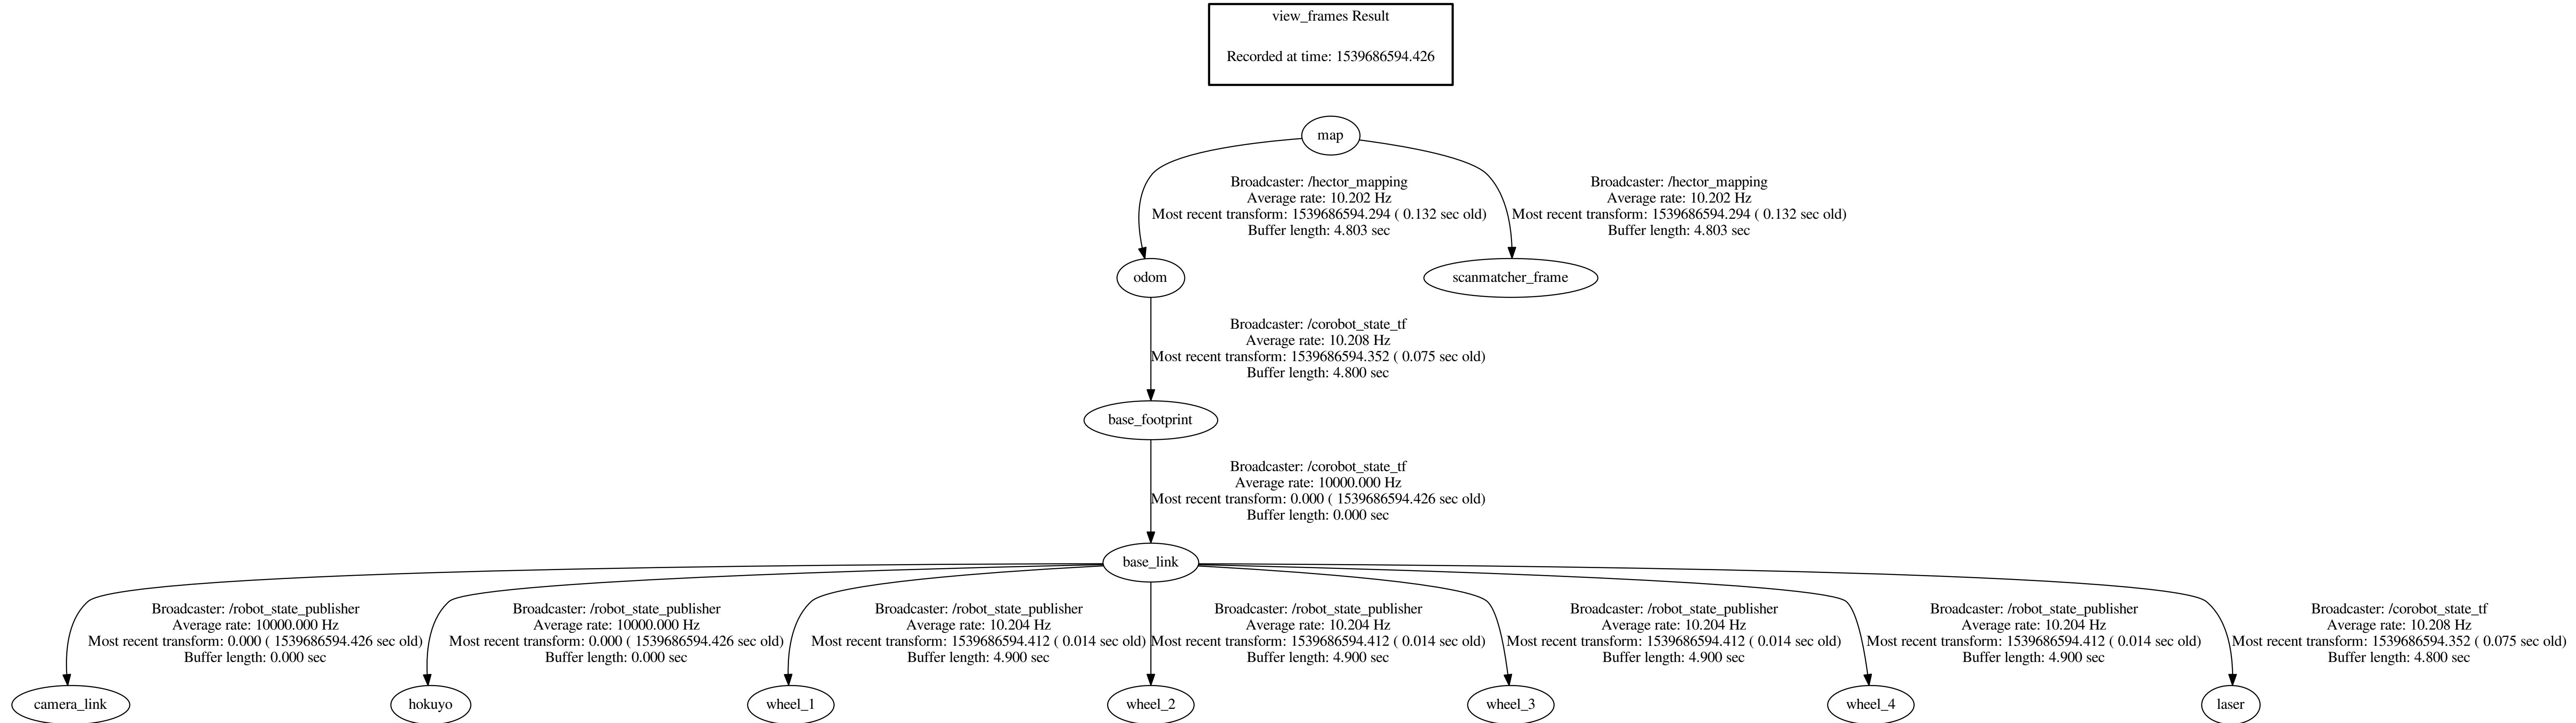 view_frames Result
Recorded at time: 1539686594.426
map
Broadcaster: /hector_mapping
Average rate: 10.202 Hz
Most recent transform: 1539686594.294 ( 0.132 sec old)
Buffer length: 4.803 sec
Broadcaster: /hector_mapping
Average rate: 10.202 Hz
Most recent transform: 1539686594.294 ( 0.132 sec old)
Buffer length: 4.803 sec
odom
scanmatcher_frame
Broadcaster: /corobot_state_tf
Average rate: 10.208 Hz
Most recent transform: 1539686594.352 ( 0.075 sec old)
Buffer length: 4.800 sec
base_footprint
Broadcaster: /corobot_state_tf
Average rate: 10000.000 Hz
Most recent transform: 0.000 ( 1539686594.426 sec old)
Buffer length: 0.000 sec
base_link
Broadcaster: /robot_state_publisher
Average rate: 10000.000 Hz
Most recent transform: 0.000 ( 1539686594.426 sec old)
Buffer length: 0.000 sec
Broadcaster: /robot_state_publisher
Average rate: 10000.000 Hz
Most recent transform: 0.000 ( 1539686594.426 sec old)
Buffer length: 0.000 sec
Broadcaster: /robot_state_publisher
Average rate: 10.204 Hz
Most recent transform: 1539686594.412 ( 0.014 sec old)
Buffer length: 4.900 sec
Broadcaster: /robot_state_publisher
Average rate: 10.204 Hz
Most recent transform: 1539686594.412 ( 0.014 sec old)
Buffer length: 4.900 sec
Broadcaster: /robot_state_publisher
Average rate: 10.204 Hz
Most recent transform: 1539686594.412 ( 0.014 sec old)
Buffer length: 4.900 sec
Broadcaster: /robot_state_publisher
Average rate: 10.204 Hz
Most recent transform: 1539686594.412 ( 0.014 sec old)
Buffer length: 4.900 sec
Broadcaster: /corobot_state_tf
Average rate: 10.208 Hz
Most recent transform: 1539686594.352 ( 0.075 sec old)
Buffer length: 4.800 sec
camera_link
hokuyo
wheel_1
wheel_2
wheel_3
wheel_4
laser